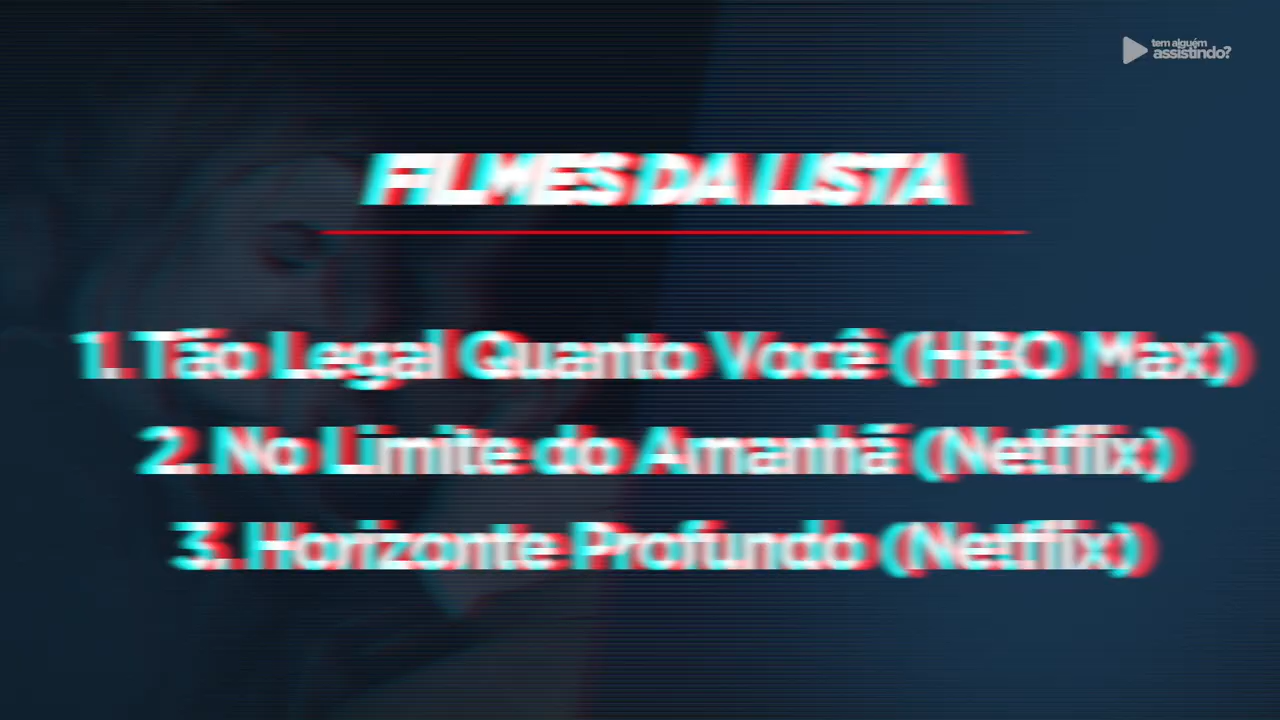 tem alguém
assistindo?
FILMES DA LISTA
1. Tão Legal Quanto Você (HBO Max)
2. No Limite do Amanhã (Netflix)
3. Horizonte Profundo (Netflix)